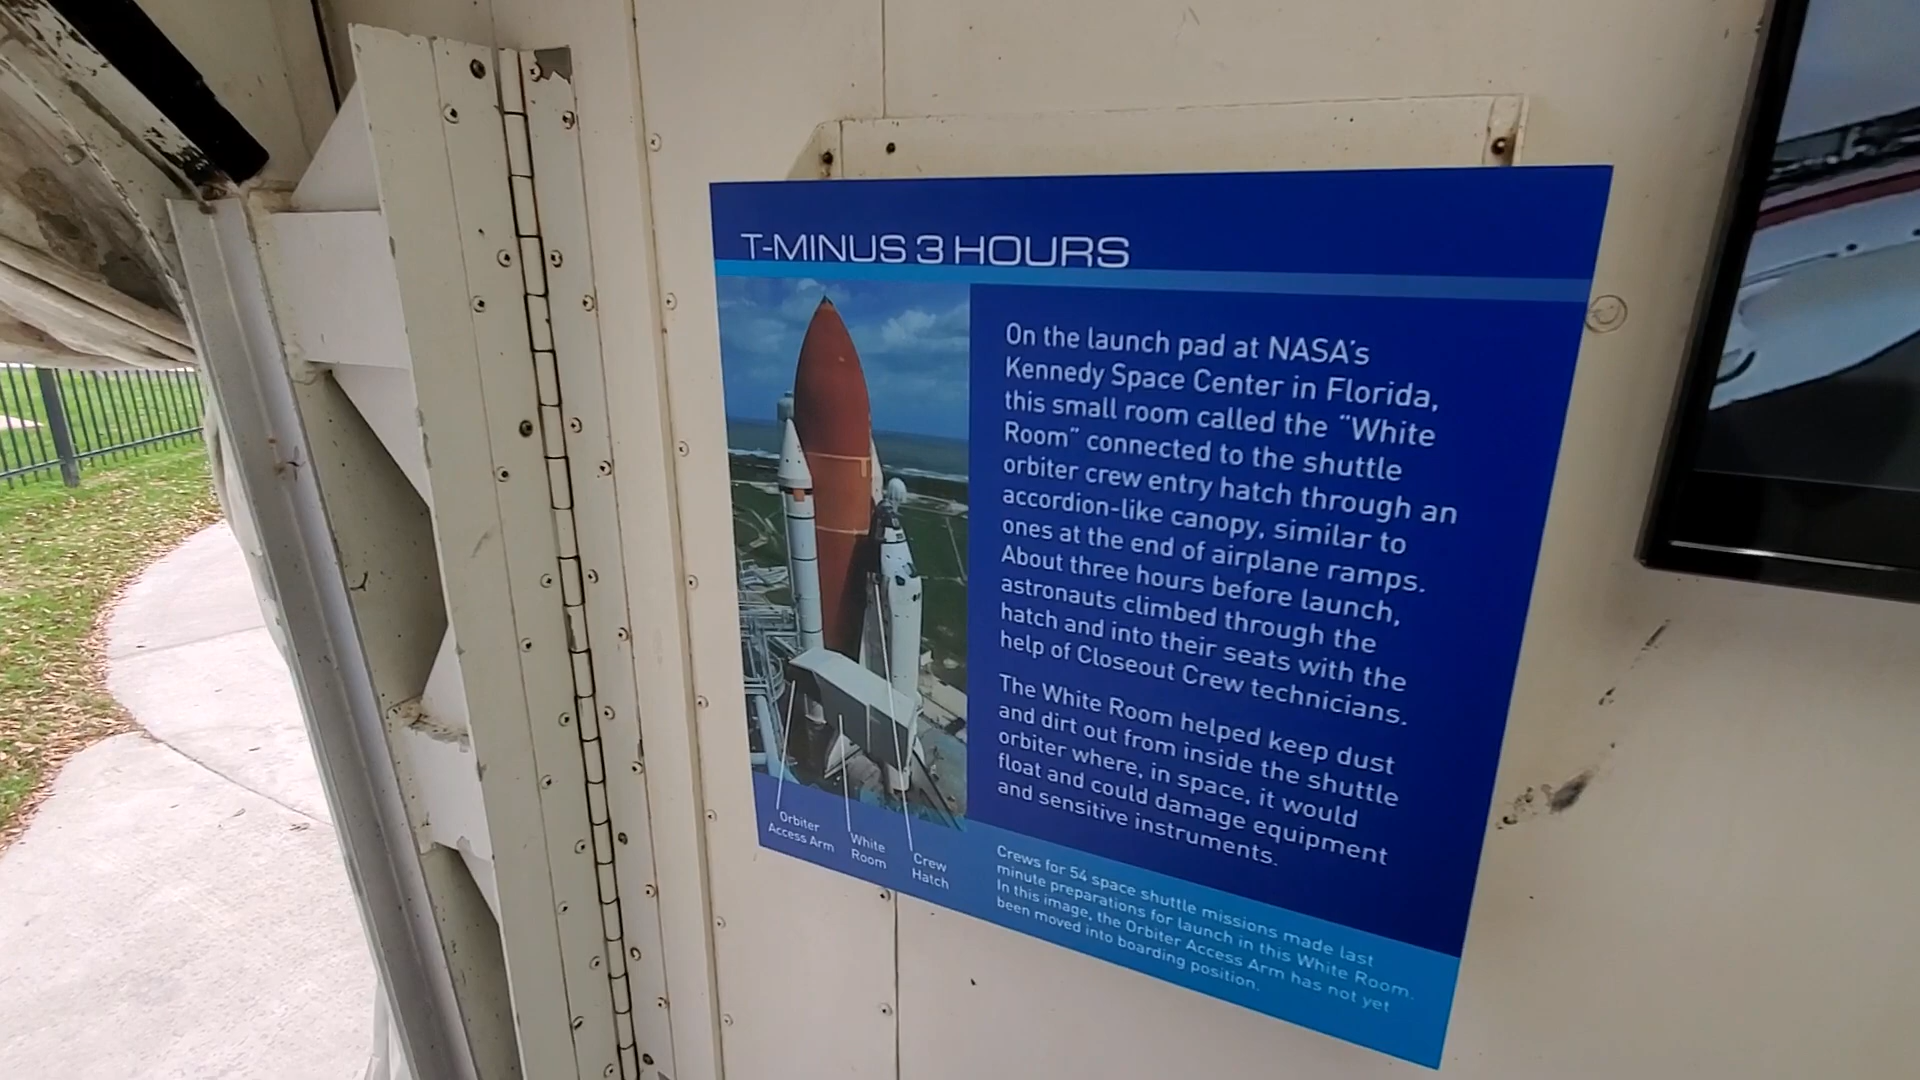 T-MINUS 3 HOURS
On the launch pad at NASA's
Kennedy Space Center in Florida,
this small room called the "White
Room" connected to the shuttle
orbiter crew entry hatch through an
accordion-like canopy, similar to
ones at the end of airplane ramps.
About three hours before launch,
astronauts climbed through the
hatch and into their seats with the
help of Closeout Crew technicians.
The White Room helped keep dust
and dirt out from inside the shuttle
orbiter where, in space, it would
float and could damage equipment
and sensitive instruments.
Orbiter
Access Arm
White
Room
Crew
Hatch
Crews for 54 space shuttle missions made last
minute preparations for launch in this White Room.
In this image, the Orbiter Access Arm has not yet
been moved into boarding position.